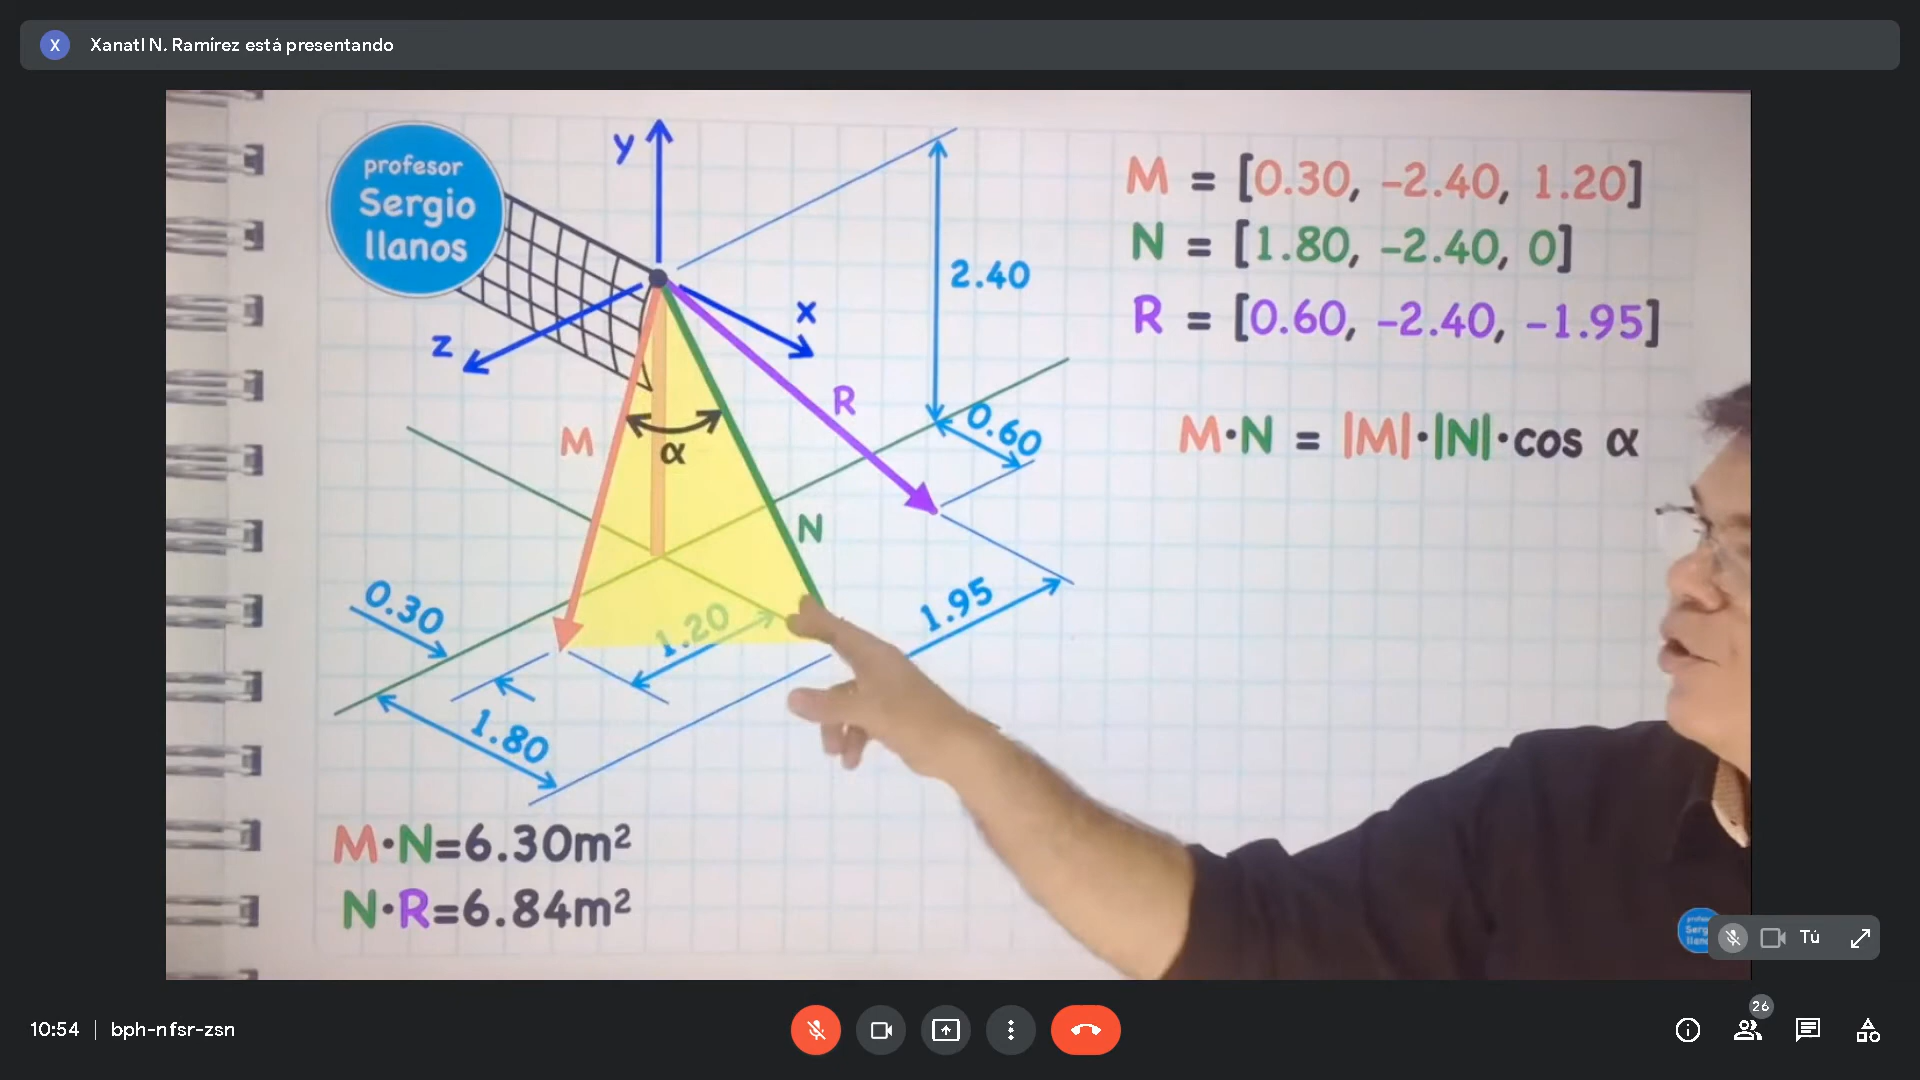 X
Xanatl N. Ramírez está presentando
profesor
Sergio
llanos
y
x
z
2.40
0.60
M
α
R
N
0.30
1.20
1.95
1.80
M = [0.30, -2.40, 1.20]
N = [1.80, -2.40, 0]
R = [0.60, -2.40, -1.95]
M·N = |M|·|N|·cos α
M·N=6.30m²
N·R=6.84m²
Tú
10:54 | bph-nfsr-zsn
26